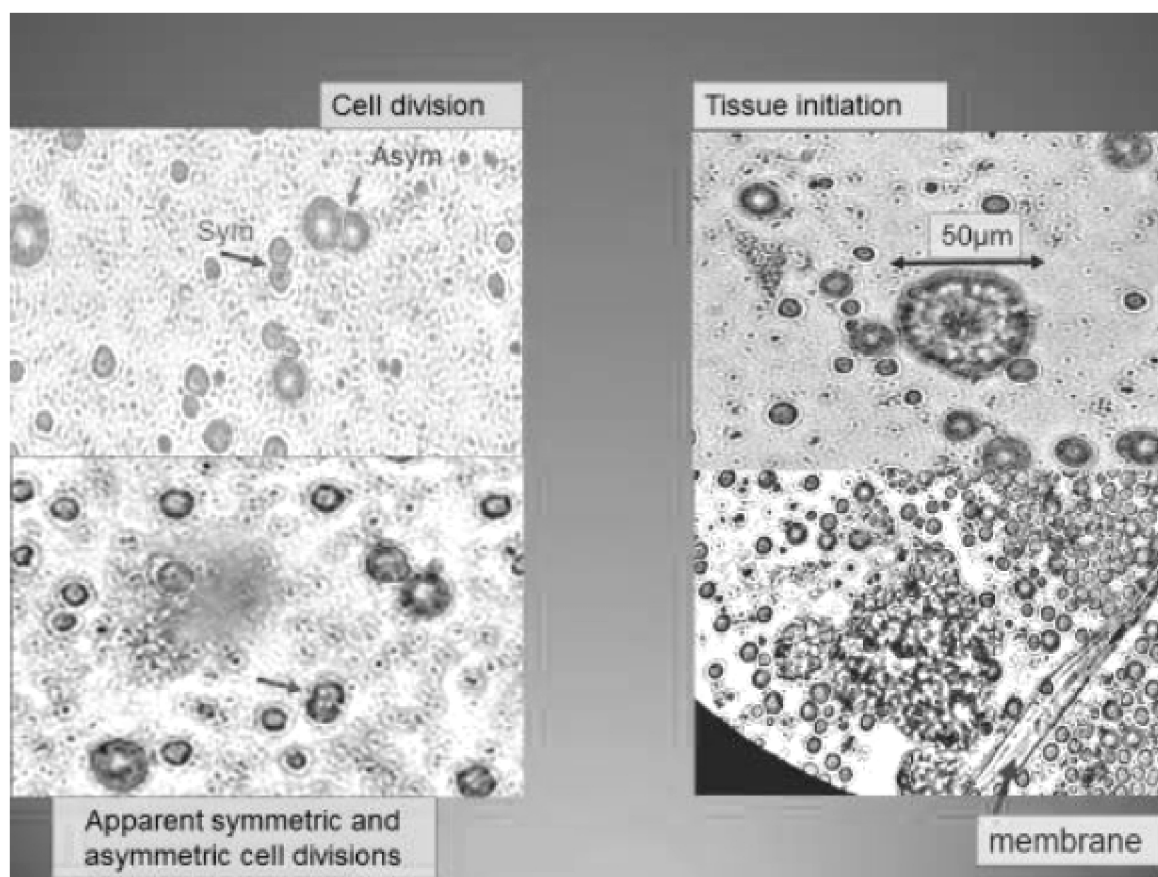 Cell division
Asym
Sym
Apparent symmetric and
asymmetric cell divisions
Tissue initiation
50µm
membrane